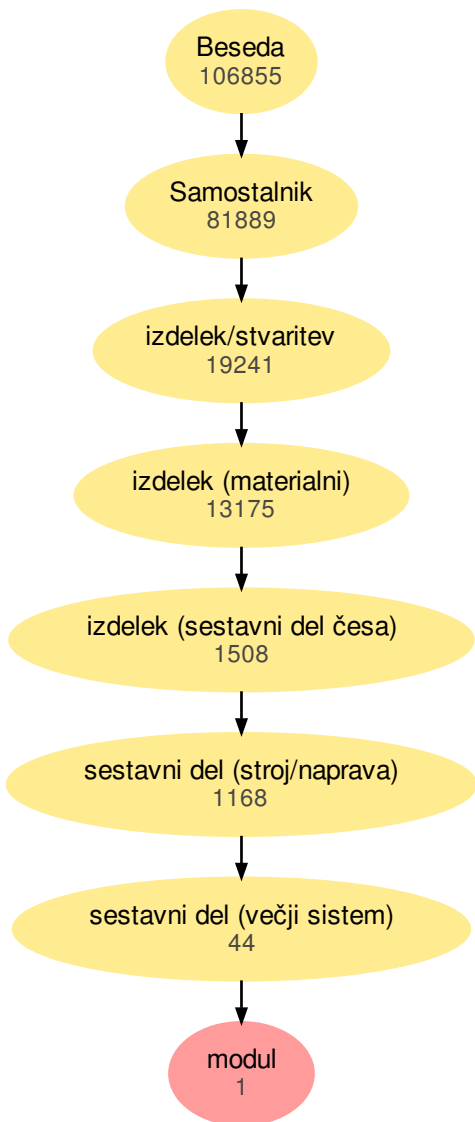 Beseda
106855
Samostalnik
81889
izdelek/stvaritev
19241
izdelek (materialni)
13175
izdelek (sestavni del česa)
1508
sestavni del (stroj/naprava)
1168
sestavni del (večji sistem)
44
modul
1